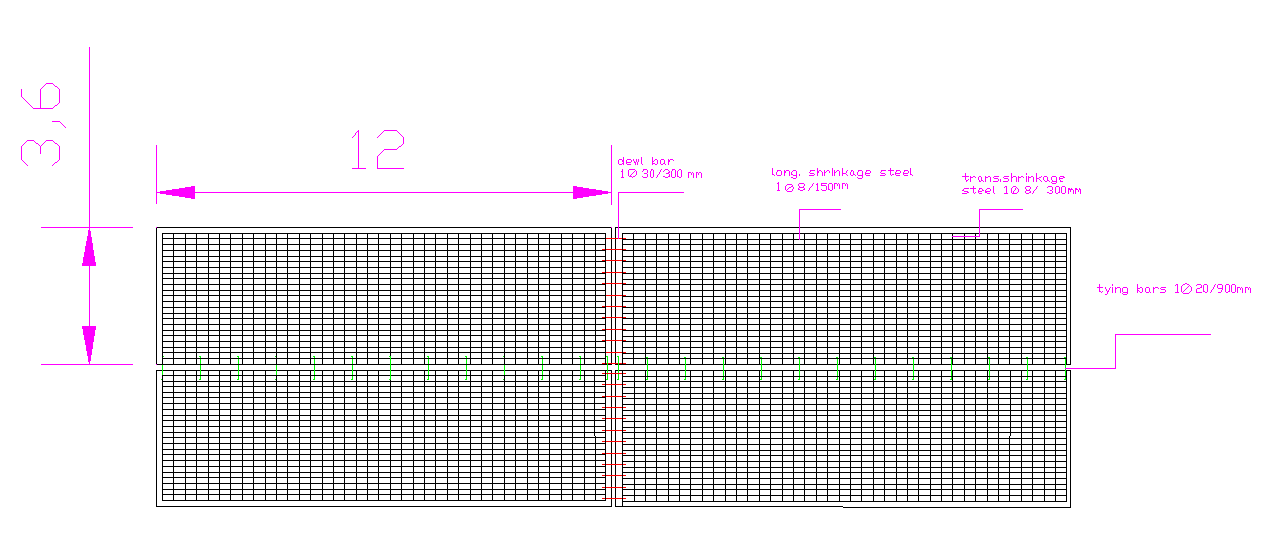 3,6
12
dewl bar
1∅ 30/300 mm
long. shrinkage steel
1 ∅ 8/150mm
trans.shrinkage
steel 1∅ 8/ 300mm
tying bars 1∅ 20/900mm